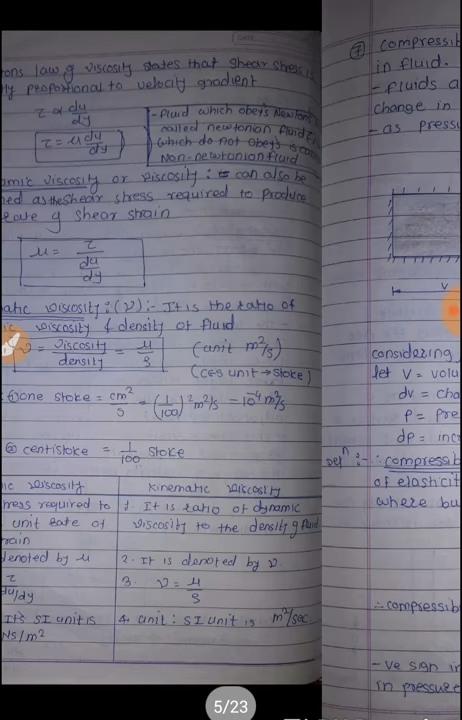 ons law of viscosity states that shear stress is
ly proportional to velocity gradient
τ ∝ du/dy
τ = μ du/dy
- Fluid which obeys Newton
called newtonian fluid &
which do not obeys is
Non-newtonian fluid
amic viscosity or viscosity :- can also be
ned as the shear stress required to produce
rate of shear strain
μ = τ / (du/dy)
atic viscosity :- (ν) :- It is the ratio of
ic viscosity & density of fluid
ν = viscosity/density = μ/ρ (unit m²/s)
(CGS unit → stoke)
① one stoke = cm²/s = (1/100)² m²/s = 10⁻⁴ m²/s
② centistoke = 1/100 stoke
ic viscosity
ress required to
unit rate of
rain
denoted by μ
τ
du/dy
It's SI unit is
NS/m²
Kinematic viscosity
1. It is ratio of dynamic
viscosity to the density of fluid
2. It is denoted by ν.
3. ν = μ/ρ
4. unit : SI unit is m²/sec
⑦ compressib
in fluid.
- fluids a
change in
- as pressu
V
considering
let V = volu
dv = cha
P = pre
dp = inc
Defⁿ :- ∴ compressib
of elasticit
where bu
∴ compressib
-ve sign in
in pressure
5/23